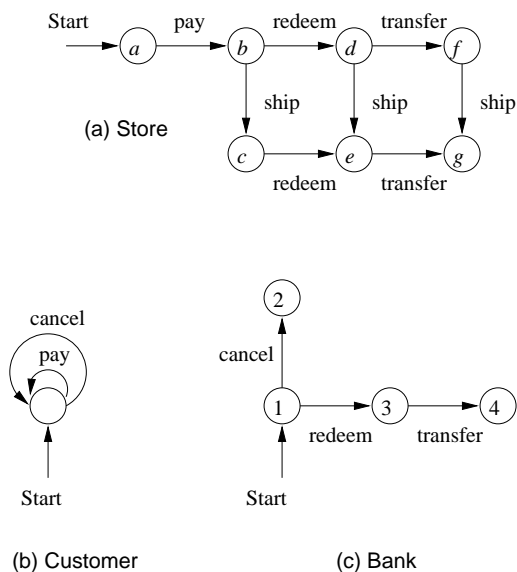 Start
pay
redeem
transfer
a
b
d
f
ship
ship
ship
(a) Store
c
e
g
redeem
transfer
2
cancel
cancel
pay
1
3
4
redeem
transfer
Start
Start
(b) Customer
(c) Bank